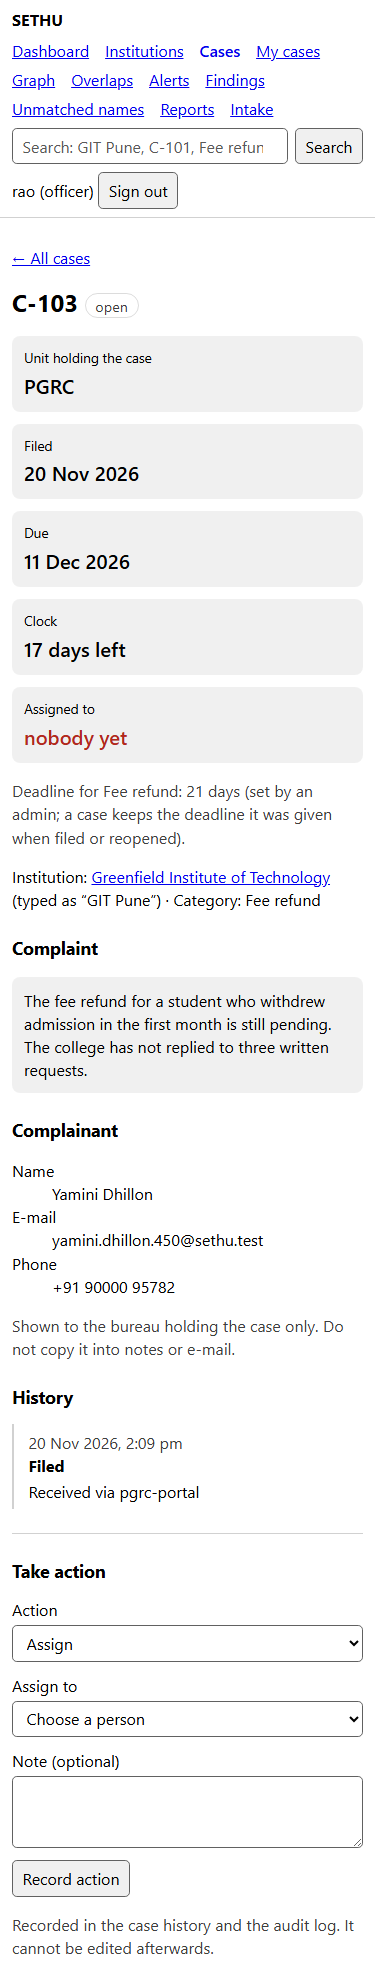 SETHU
Dashboard Institutions Cases My cases
Graph Overlaps Alerts Findings
Unmatched names Reports Intake
Search: GIT Pune, C-101, Fee refun
Search
rao (officer) Sign out
← All cases
C-103 open
Unit holding the case
PGRC
Filed
20 Nov 2026
Due
11 Dec 2026
Clock
17 days left
Assigned to
nobody yet
Deadline for Fee refund: 21 days (set by an
admin; a case keeps the deadline it was given
when filed or reopened).
Institution: Greenfield Institute of Technology
(typed as “GIT Pune”) · Category: Fee refund
Complaint
The fee refund for a student who withdrew
admission in the first month is still pending.
The college has not replied to three written
requests.
Complainant
Name
Yamini Dhillon
E-mail
yamini.dhillon.450@sethu.test
Phone
+91 90000 95782
Shown to the bureau holding the case only. Do
not copy it into notes or e-mail.
History
20 Nov 2026, 2:09 pm
Filed
Received via pgrc-portal
Take action
Action
Assign
Assign to
Choose a person
Note (optional)
Record action
Recorded in the case history and the audit log. It
cannot be edited afterwards.